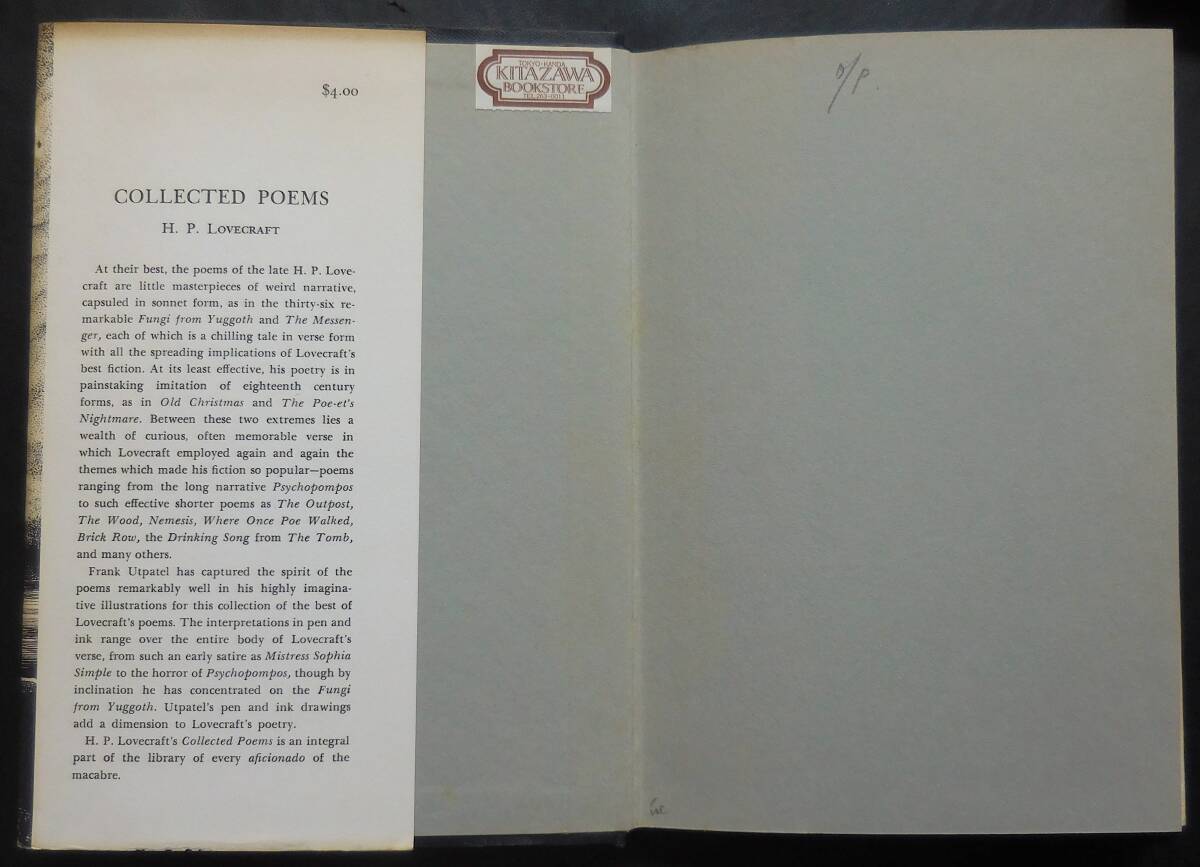 $4.00
COLLECTED POEMS
H. P. LOVECRAFT
At their best, the poems of the late H. P. Love-
craft are little masterpieces of weird narrative,
capsuled in sonnet form, as in the thirty-six re-
markable Fungi from Yuggoth and The Messen-
ger, each of which is a chilling tale in verse form
with all the spreading implications of Lovecraft's
best fiction. At its least effective, his poetry is in
painstaking imitation of eighteenth century
forms, as in Old Christmas and The Poe-et's
Nightmare. Between these two extremes lies a
wealth of curious, often memorable verse in
which Lovecraft employed again and again the
themes which made his fiction so popular—poems
ranging from the long narrative Psychopompos
to such effective shorter poems as The Outpost,
The Wood, Nemesis, Where Once Poe Walked,
Brick Row, the Drinking Song from The Tomb,
and many others.
Frank Utpatel has captured the spirit of the
poems remarkably well in his highly imagina-
tive illustrations for this collection of the best of
Lovecraft's poems. The interpretations in pen and
ink range over the entire body of Lovecraft's
verse, from such an early satire as Mistress Sophia
Simple to the horror of Psychopompos, though by
inclination he has concentrated on the Fungi
from Yuggoth. Utpatel's pen and ink drawings
add a dimension to Lovecraft's poetry.
H. P. Lovecraft's Collected Poems is an integral
part of the library of every aficionado of the
macabre.
TOKYO-KANDA
KITAZAWA
BOOKSTORE
TEL 263-0011
o/p.